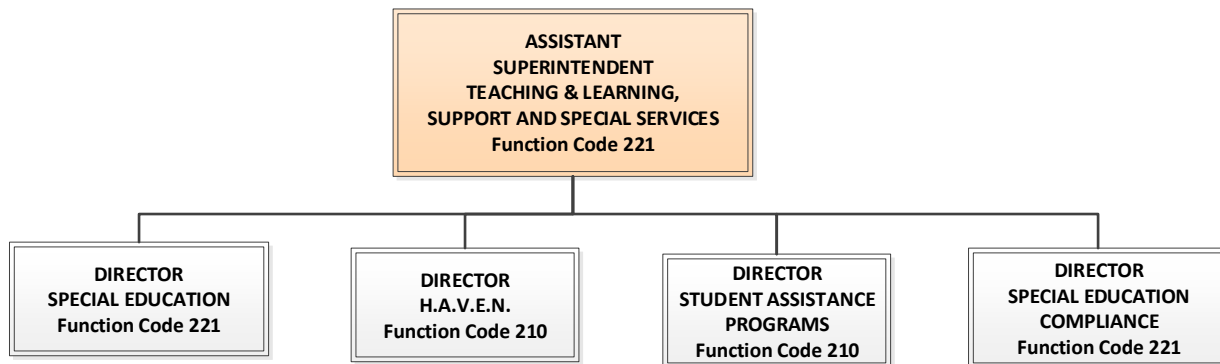 ASSISTANT
SUPERINTENDENT
TEACHING & LEARNING,
SUPPORT AND SPECIAL SERVICES
Function Code 221
DIRECTOR
SPECIAL EDUCATION
Function Code 221
DIRECTOR
H.A.V.E.N.
Function Code 210
DIRECTOR
STUDENT ASSISTANCE
PROGRAMS
Function Code 210
DIRECTOR
SPECIAL EDUCATION
COMPLIANCE
Function Code 221